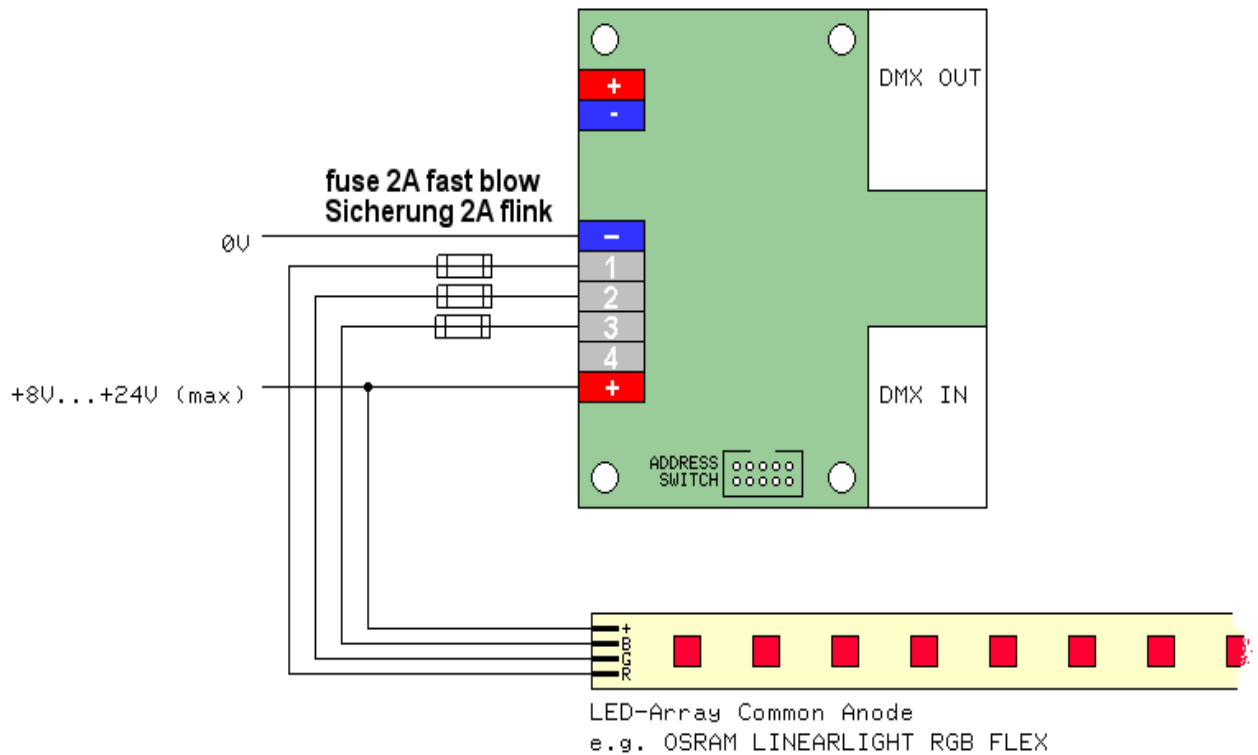 DMX OUT
+
-
fuse 2A fast blow
Sicherung 2A flink
0V
−
1
2
3
4
+
+8V...+24V (max)
DMX IN
ADDRESS
SWITCH
+
B
G
R
LED-Array Common Anode
e.g. OSRAM LINEARLIGHT RGB FLEX